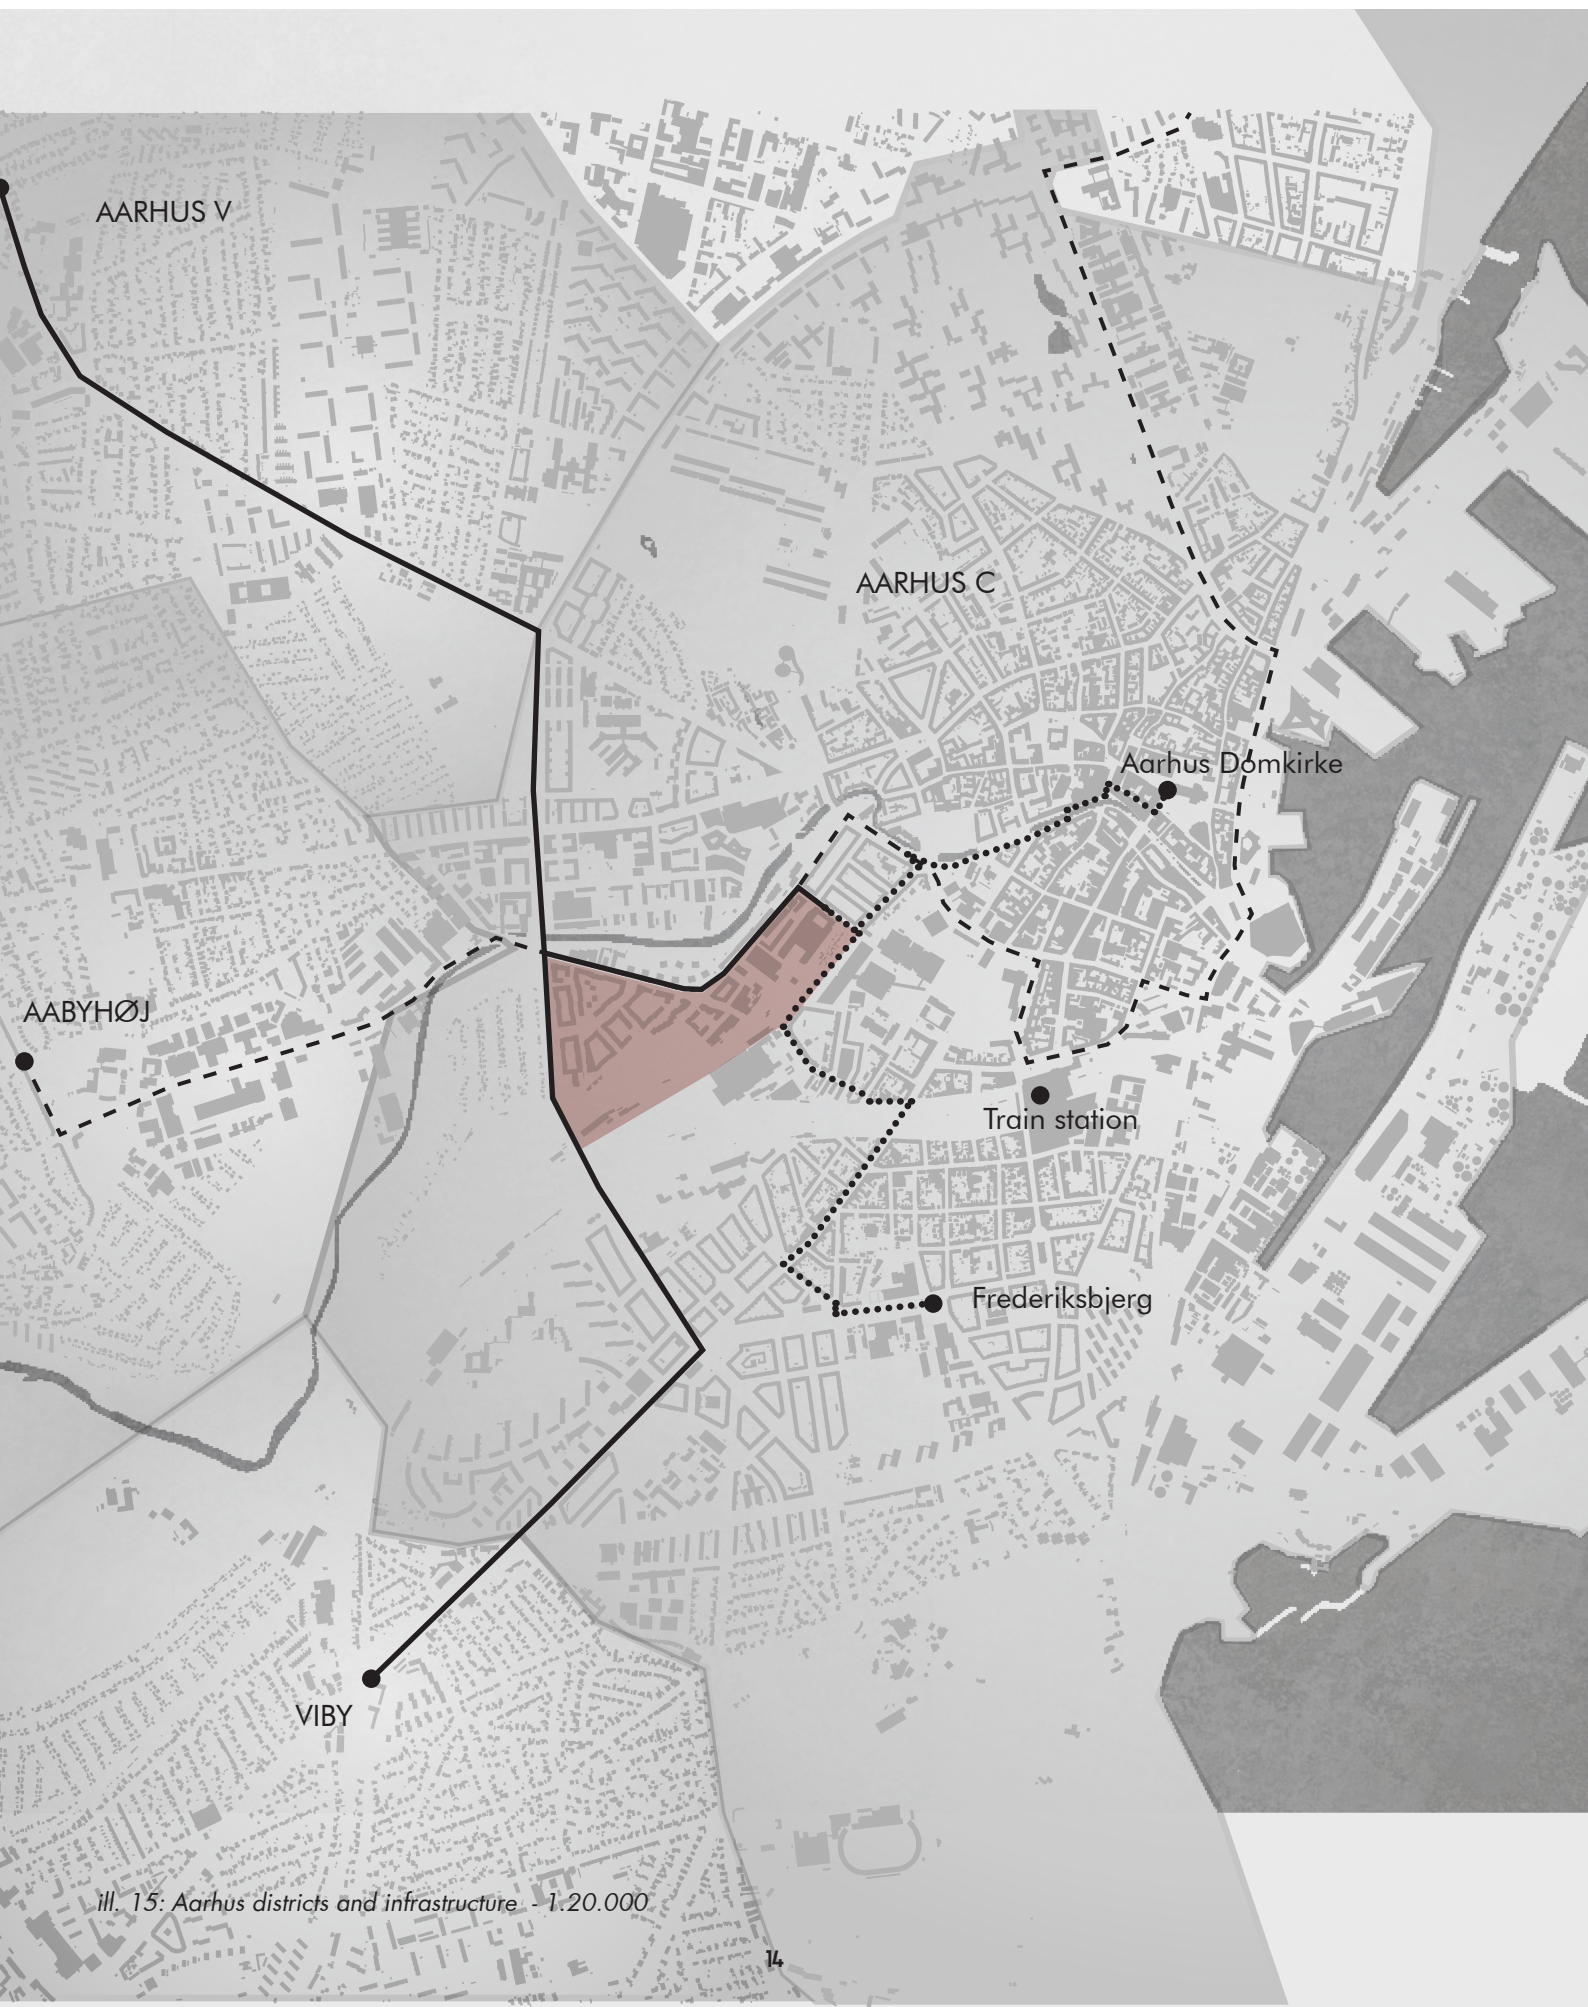 AARHUS V
AARHUS C
Aarhus Domkirke
AABYHØJ
Train station
Frederiksbjerg
VIBY
ill. 15: Aarhus districts and infrastructure - 1.20.000
14